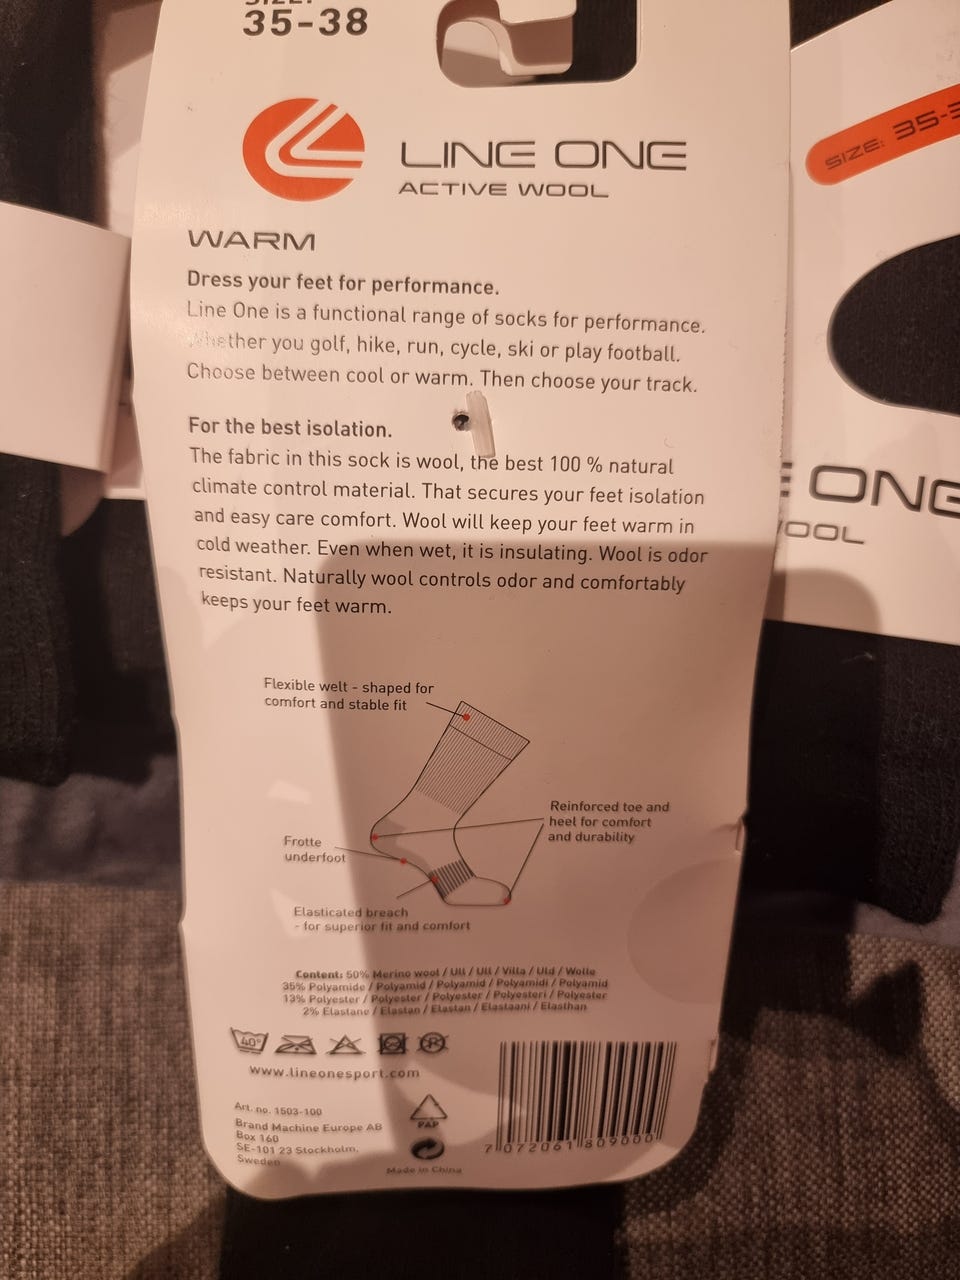 SIZE:
35-38
LINE ONE
ACTIVE WOOL
WARM
Dress your feet for performance.
Line One is a functional range of socks for performance.
Whether you golf, hike, run, cycle, ski or play football.
Choose between cool or warm. Then choose your track.
For the best isolation.
The fabric in this sock is wool, the best 100 % natural
climate control material. That secures your feet isolation
and easy care comfort. Wool will keep your feet warm in
cold weather. Even when wet, it is insulating. Wool is odor
resistant. Naturally wool controls odor and comfortably
keeps your feet warm.
Flexible welt - shaped for
comfort and stable fit
Reinforced toe and
heel for comfort
and durability
Frotte
underfoot
Elasticated breach
- for superior fit and comfort
Content: 50% Merino wool / Ull / Ull / Villa / Uld / Wolle
35% Polyamide / Polyamid / Polyamid / Polyamidi / Polyamid
13% Polyester / Polyester / Polyester / Polyesteri / Polyester
2% Elastane / Elastan / Elastan / Elastaani / Elasthan
40°
P
www.lineonesport.com
Art. no. 1503-100
Brand Machine Europe AB
Box 160
SE-101 23 Stockholm,
Sweden
PAP
Made in China
7 072061 809000
SIZE: 35-3
ONE
OOL